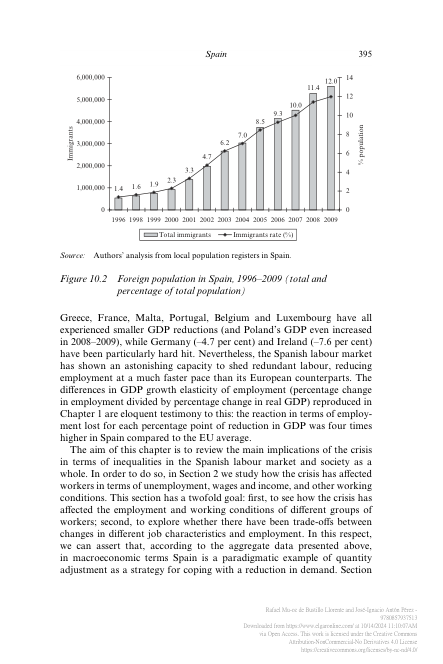 Spain 395
6,000,000
5,000,000
4,000,000
3,000,000
2,000,000
1,000,000
0
Immigrants
1.4 1.6 1.9 2.3 3.3 4.7 6.2 7.0 8.5 9.3 10.0 11.4 12.0
14
12
10
8
6
4
2
0
% population
1996 1998 1999 2000 2001 2002 2003 2004 2005 2006 2007 2008 2009
Total immigrants Immigrants rate (%)
Source: Authors' analysis from local population registers in Spain.
Figure 10.2 Foreign population in Spain, 1996–2009 (total and
percentage of total population)
Greece, France, Malta, Portugal, Belgium and Luxembourg have all
experienced smaller GDP reductions (and Poland's GDP even increased
in 2008–2009), while Germany (–4.7 per cent) and Ireland (–7.6 per cent)
have been particularly hard hit. Nevertheless, the Spanish labour market
has shown an astonishing capacity to shed redundant labour, reducing
employment at a much faster pace than its European counterparts. The
differences in GDP growth elasticity of employment (percentage change
in employment divided by percentage change in real GDP) reproduced in
Chapter 1 are eloquent testimony to this: the reaction in terms of employ-
ment lost for each percentage point of reduction in GDP was four times
higher in Spain compared to the EU average.
The aim of this chapter is to review the main implications of the crisis
in terms of inequalities in the Spanish labour market and society as a
whole. In order to do so, in Section 2 we study how the crisis has affected
workers in terms of unemployment, wages and income, and other working
conditions. This section has a twofold goal: first, to see how the crisis has
affected the employment and working conditions of different groups of
workers; second, to explore whether there have been trade-offs between
changes in different job characteristics and employment. In this respect,
we can assert that, according to the aggregate data presented above,
in macroeconomic terms Spain is a paradigmatic example of quantity
adjustment as a strategy for coping with a reduction in demand. Section
Rafael Mu-oz de Bustillo Llorente and José-Ignacio Antón Pérez -
9780857937513
Downloaded from https://www.elgaronline.com/ at 10/14/2024 11:10:07AM
via Open Access. This work is licensed under the Creative Commons
Attribution-NonCommercial-No Derivatives 4.0 License